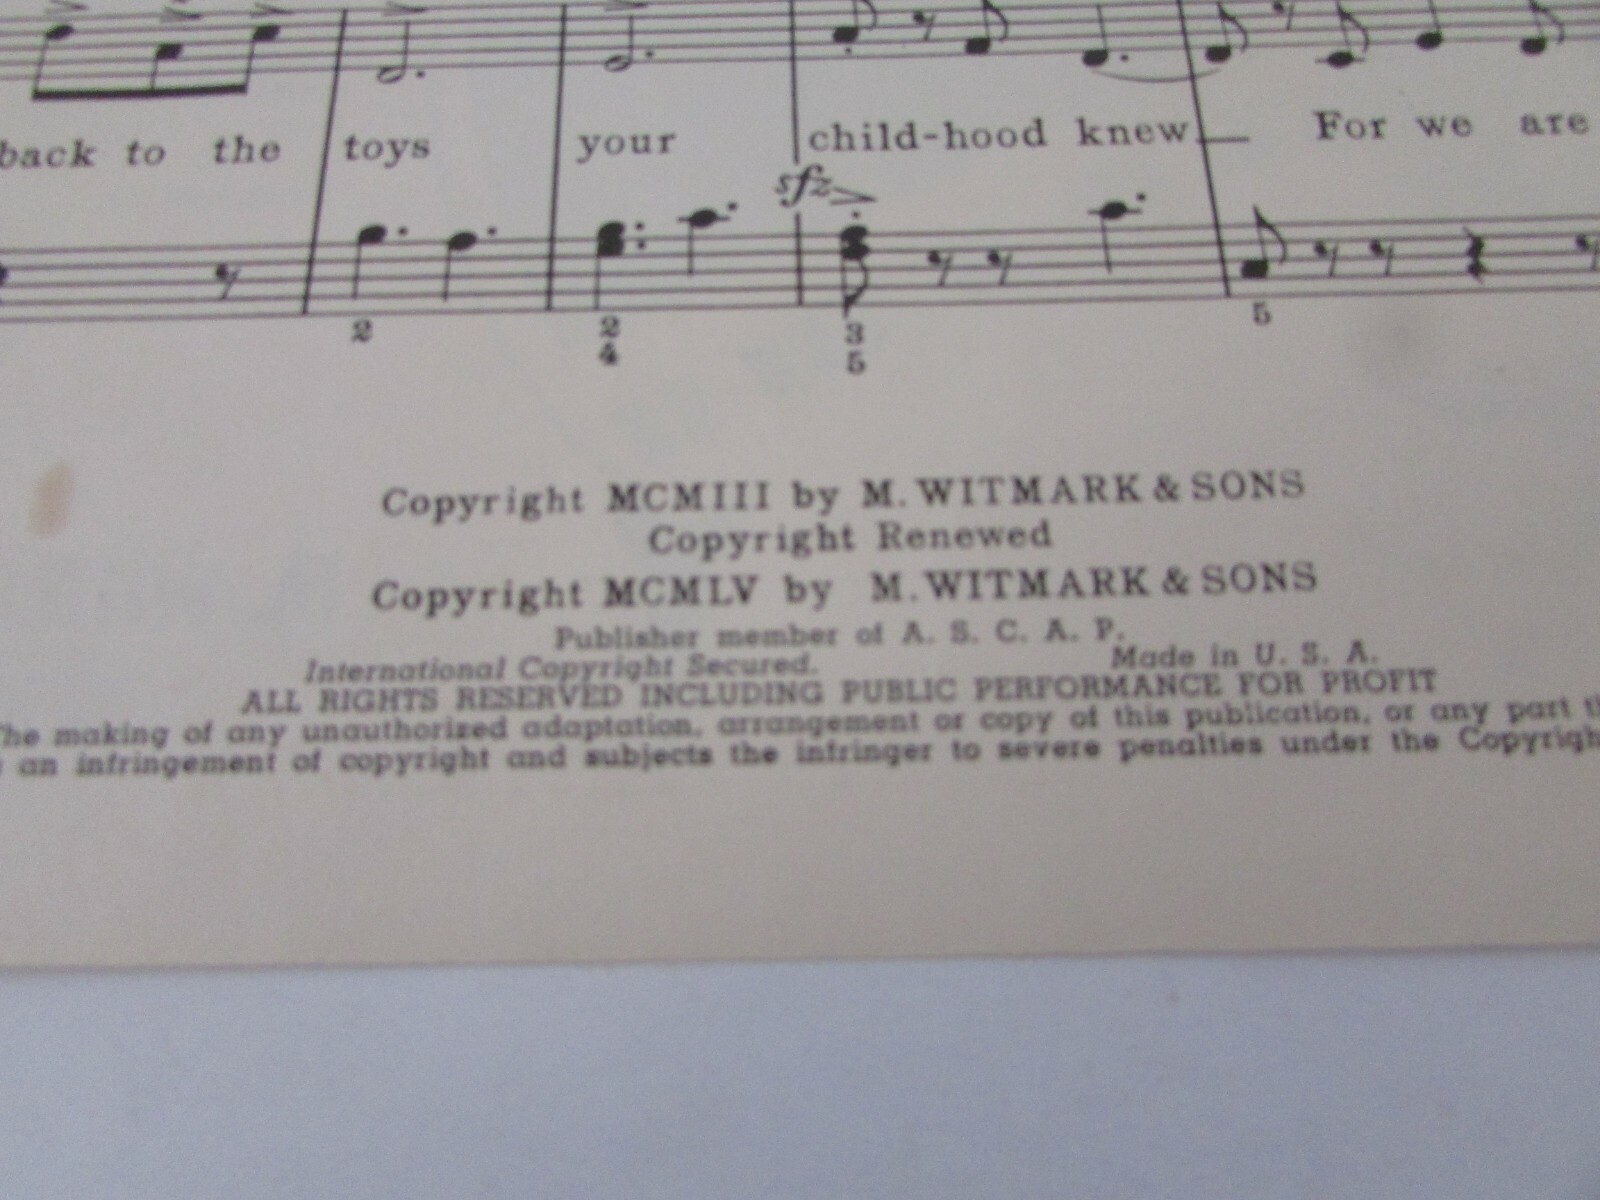 back to the toys your child-hood knew For we are
sfz
2 2 3 5
4 5
Copyright MCMIII by M. WITMARK & SONS
Copyright Renewed
Copyright MCMLV by M. WITMARK & SONS
Publisher member of A. S. C. A. P.
International Copyright Secured. Made in U. S. A.
ALL RIGHTS RESERVED INCLUDING PUBLIC PERFORMANCE FOR PROFIT
The making of any unauthorized adaptation, arrangement or copy of this publication, or any part
an infringement of copyright and subjects the infringer to severe penalties under the Copyright